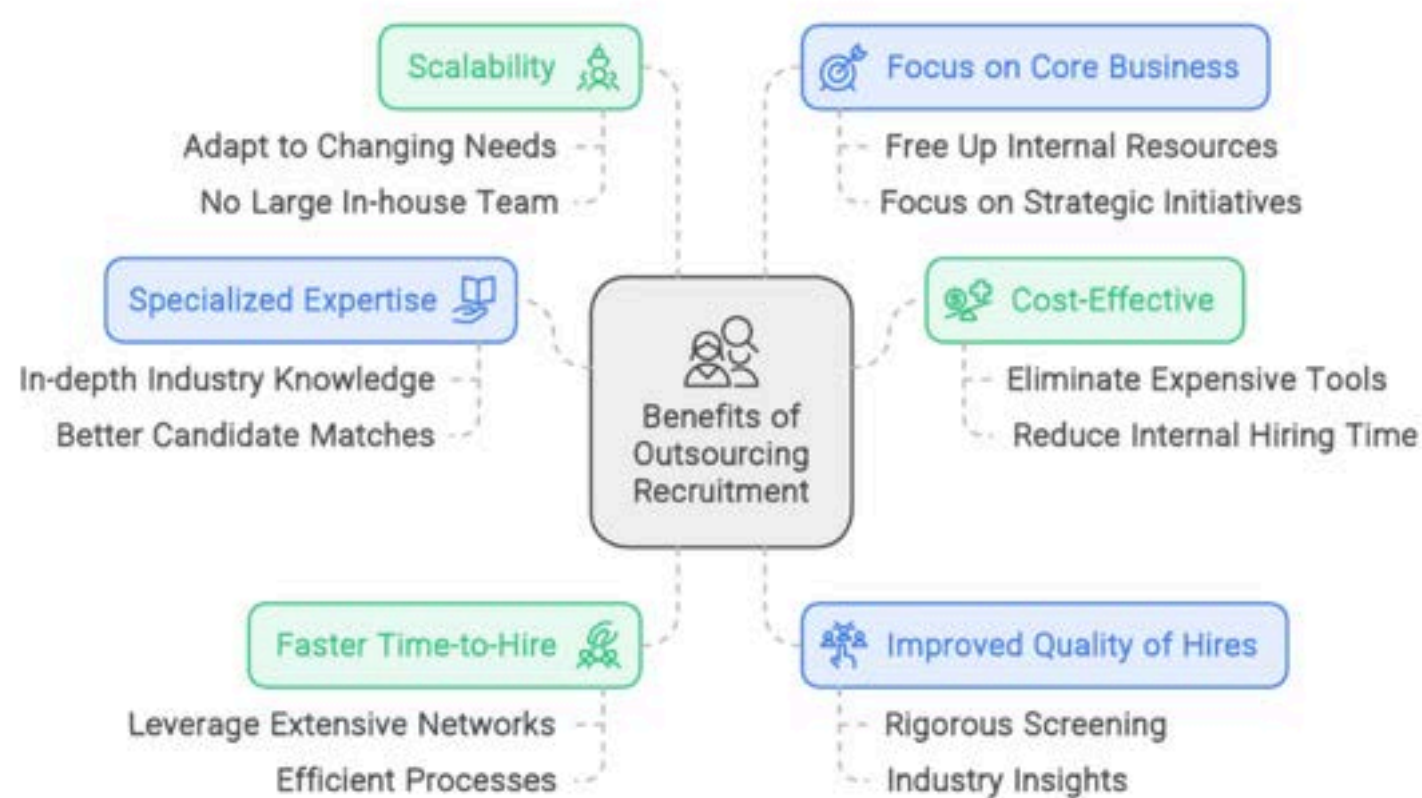 Scalability
Adapt to Changing Needs
No Large In-house Team
Focus on Core Business
Free Up Internal Resources
Focus on Strategic Initiatives
Specialized Expertise
In-depth Industry Knowledge
Better Candidate Matches
Benefits of
Outsourcing
Recruitment
Cost-Effective
Eliminate Expensive Tools
Reduce Internal Hiring Time
Faster Time-to-Hire
Leverage Extensive Networks
Efficient Processes
Improved Quality of Hires
Rigorous Screening
Industry Insights